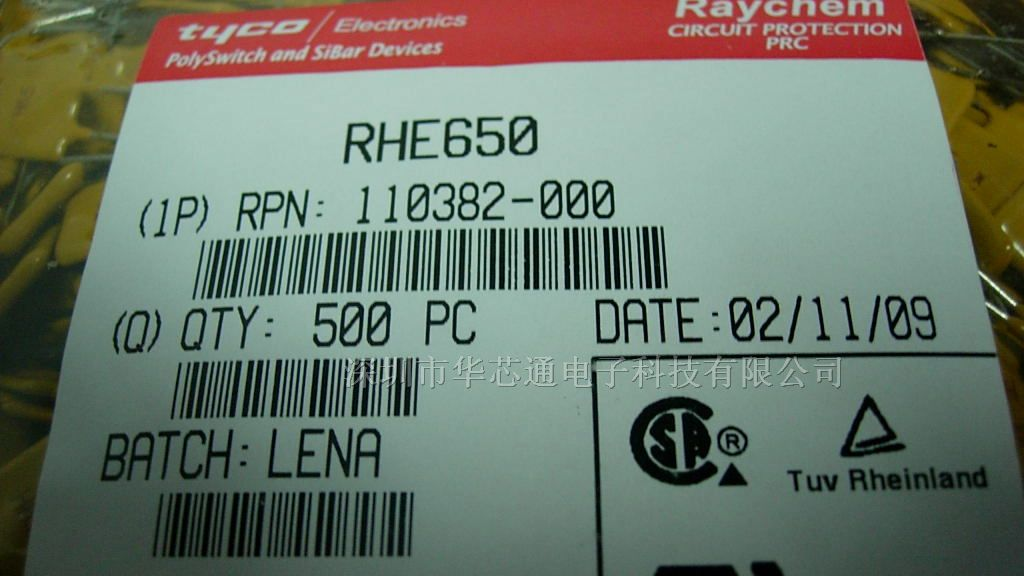 tyco / Electronics
PolySwitch and SiBar Devices
Raychem
CIRCUIT PROTECTION
PRC
RHE650
(1P) RPN: 110382-000
(Q) QTY: 500 PC
DATE:02/11/09
深圳市华芯通电子科技有限公司
BATCH: LENA
SA ®
Tuv Rheinland